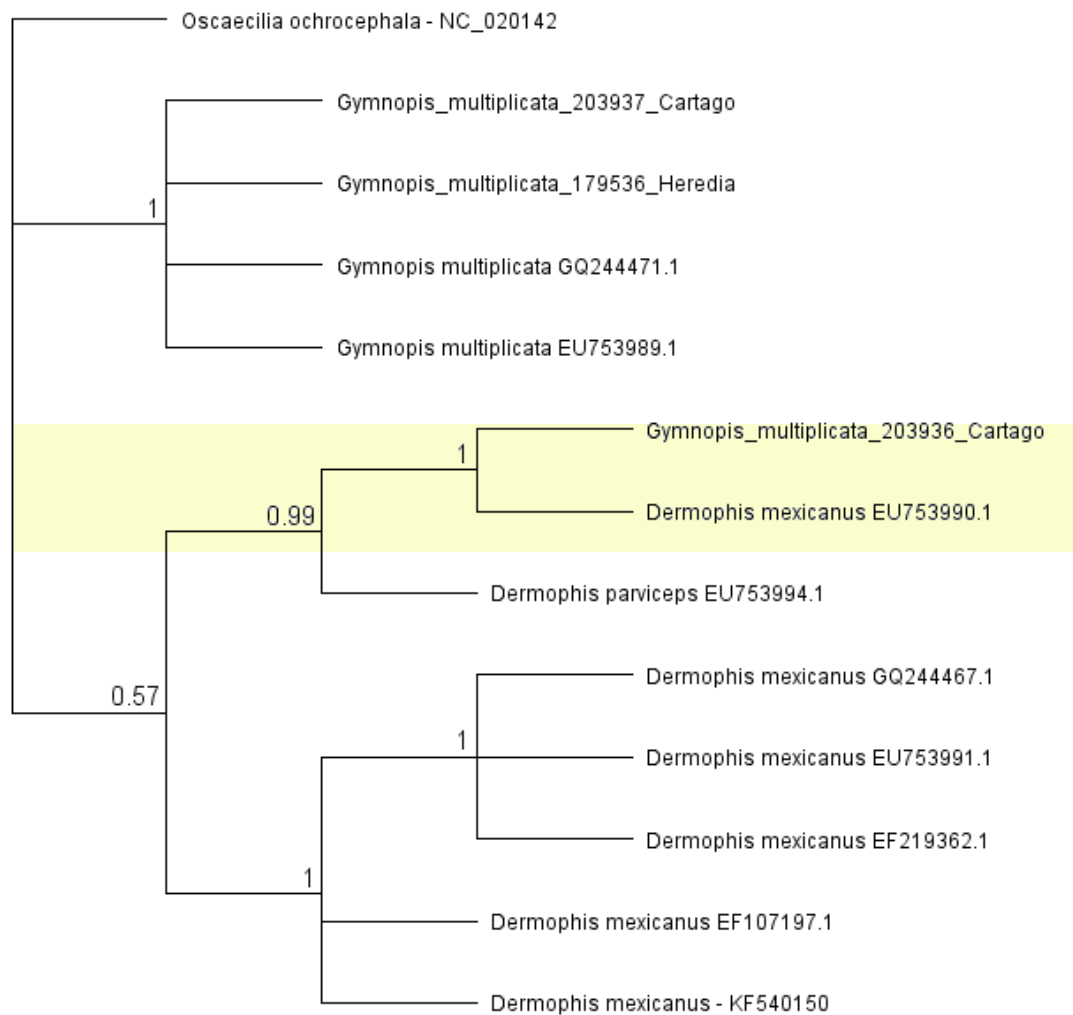 Oscaecilia ochrocephala - NC_020142
Gymnopis_multiplicata_203937_Cartago
Gymnopis_multiplicata_179536_Heredia
1
Gymnopis multiplicata GQ244471.1
Gymnopis multiplicata EU753989.1
Gymnopis_multiplicata_203936_Cartago
1
Dermophis mexicanus EU753990.1
0.99
Dermophis parviceps EU753994.1
Dermophis mexicanus GQ244467.1
0.57
1
Dermophis mexicanus EU753991.1
Dermophis mexicanus EF219362.1
1
Dermophis mexicanus EF107197.1
Dermophis mexicanus - KF540150